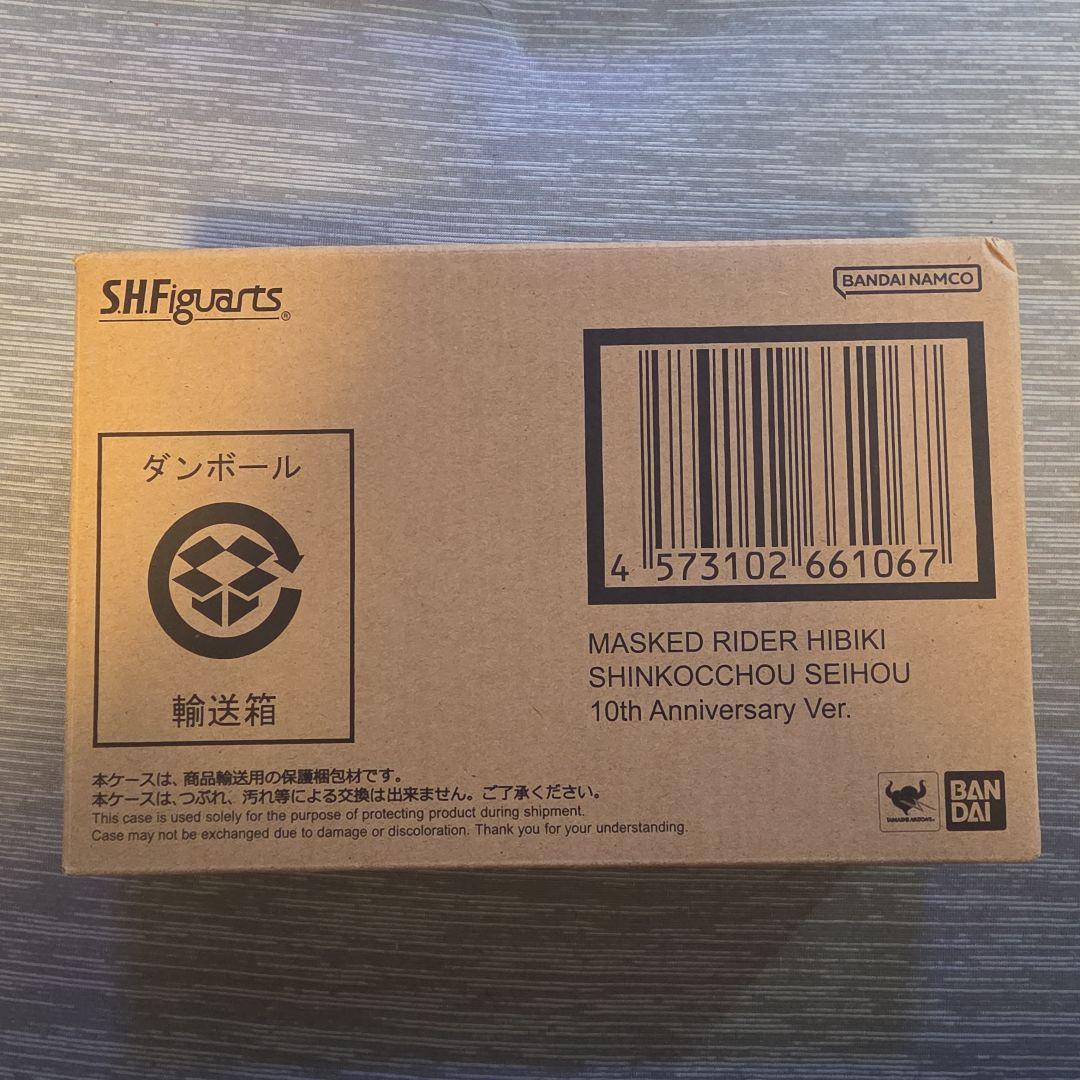 S.H.Figuarts®
BANDAI NAMCO
ダンボール
輸送箱
4 573102 661067
MASKED RIDER HIBIKI
SHINKOCCHOU SEIHOU
10th Anniversary Ver.
本ケースは、商品輸送用の保護梱包材です。
本ケースは、つぶれ、汚れ等による交換は出来ません。ご了承ください。
This case is used solely for the purpose of protecting product during shipment.
Case may not be exchanged due to damage or discoloration. Thank you for your understanding.
TAMASHII NATIONS
BAN
DAI